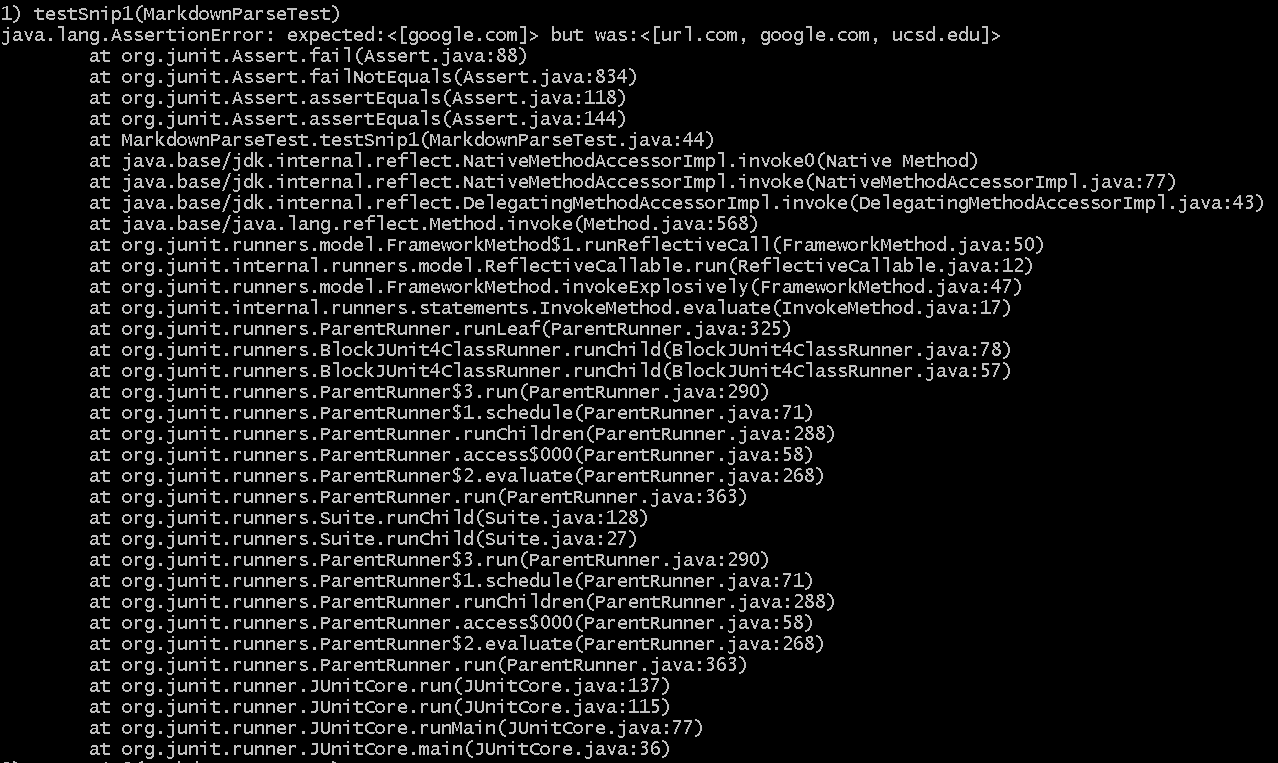 1) testSnip1(MarkdownParseTest)
java.lang.AssertionError: expected:<[google.com]> but was:<[url.com, google.com, ucsd.edu]>
at org.junit.Assert.fail(Assert.java:88)
at org.junit.Assert.failNotEquals(Assert.java:834)
at org.junit.Assert.assertEquals(Assert.java:118)
at org.junit.Assert.assertEquals(Assert.java:144)
at MarkdownParseTest.testSnip1(MarkdownParseTest.java:44)
at java.base/jdk.internal.reflect.NativeMethodAccessorImpl.invoke0(Native Method)
at java.base/jdk.internal.reflect.NativeMethodAccessorImpl.invoke(NativeMethodAccessorImpl.java:77)
at java.base/jdk.internal.reflect.DelegatingMethodAccessorImpl.invoke(DelegatingMethodAccessorImpl.java:43)
at java.base/java.lang.reflect.Method.invoke(Method.java:568)
at org.junit.runners.model.FrameworkMethod$1.runReflectiveCall(FrameworkMethod.java:50)
at org.junit.internal.runners.model.ReflectiveCallable.run(ReflectiveCallable.java:12)
at org.junit.runners.model.FrameworkMethod.invokeExplosively(FrameworkMethod.java:47)
at org.junit.internal.runners.statements.InvokeMethod.evaluate(InvokeMethod.java:17)
at org.junit.runners.ParentRunner.runLeaf(ParentRunner.java:325)
at org.junit.runners.BlockJUnit4ClassRunner.runChild(BlockJUnit4ClassRunner.java:78)
at org.junit.runners.BlockJUnit4ClassRunner.runChild(BlockJUnit4ClassRunner.java:57)
at org.junit.runners.ParentRunner$3.run(ParentRunner.java:290)
at org.junit.runners.ParentRunner$1.schedule(ParentRunner.java:71)
at org.junit.runners.ParentRunner.runChildren(ParentRunner.java:288)
at org.junit.runners.ParentRunner.access$000(ParentRunner.java:58)
at org.junit.runners.ParentRunner$2.evaluate(ParentRunner.java:268)
at org.junit.runners.ParentRunner.run(ParentRunner.java:363)
at org.junit.runners.Suite.runChild(Suite.java:128)
at org.junit.runners.Suite.runChild(Suite.java:27)
at org.junit.runners.ParentRunner$3.run(ParentRunner.java:290)
at org.junit.runners.ParentRunner$1.schedule(ParentRunner.java:71)
at org.junit.runners.ParentRunner.runChildren(ParentRunner.java:288)
at org.junit.runners.ParentRunner.access$000(ParentRunner.java:58)
at org.junit.runners.ParentRunner$2.evaluate(ParentRunner.java:268)
at org.junit.runners.ParentRunner.run(ParentRunner.java:363)
at org.junit.runner.JUnitCore.run(JUnitCore.java:137)
at org.junit.runner.JUnitCore.run(JUnitCore.java:115)
at org.junit.runner.JUnitCore.runMain(JUnitCore.java:77)
at org.junit.runner.JUnitCore.main(JUnitCore.java:36)